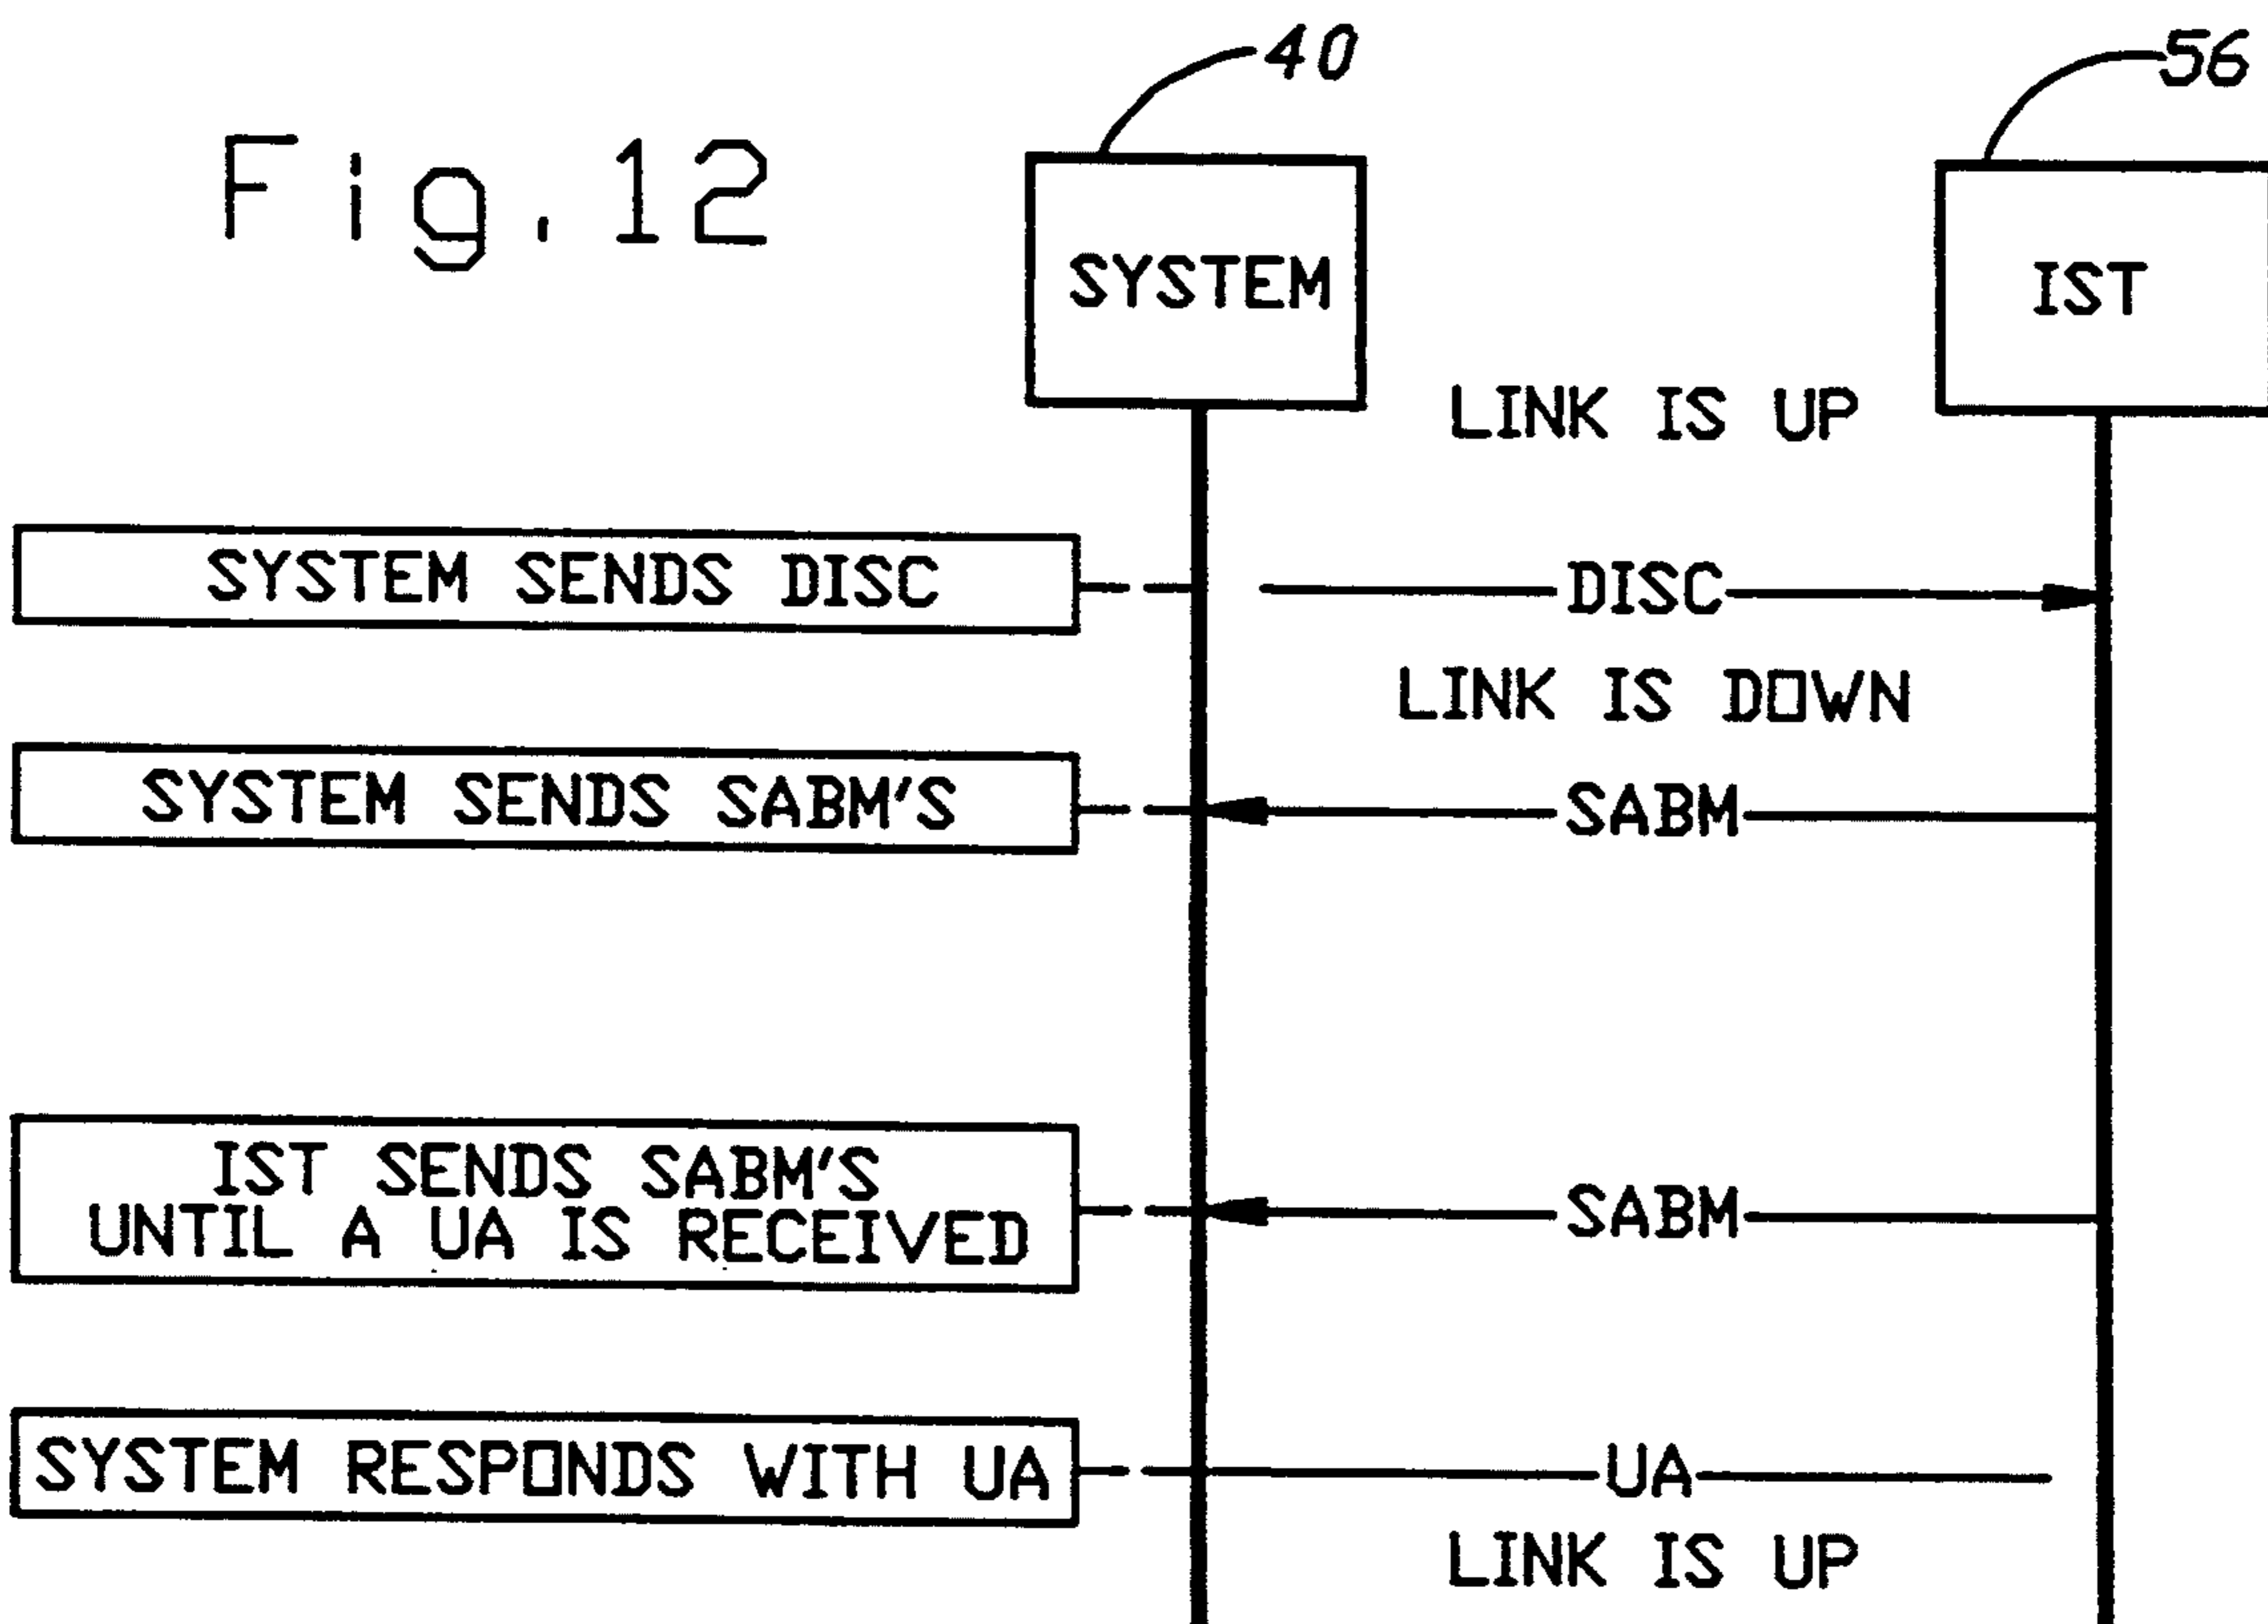 40
56
Fig.12
SYSTEM
IST
LINK IS UP
SYSTEM SENDS DISC
DISC
LINK IS DOWN
SYSTEM SENDS SABM'S
SABM
IST SENDS SABM'S
UNTIL A UA IS RECEIVED
SABM
SYSTEM RESPONDS WITH UA
UA
LINK IS UP